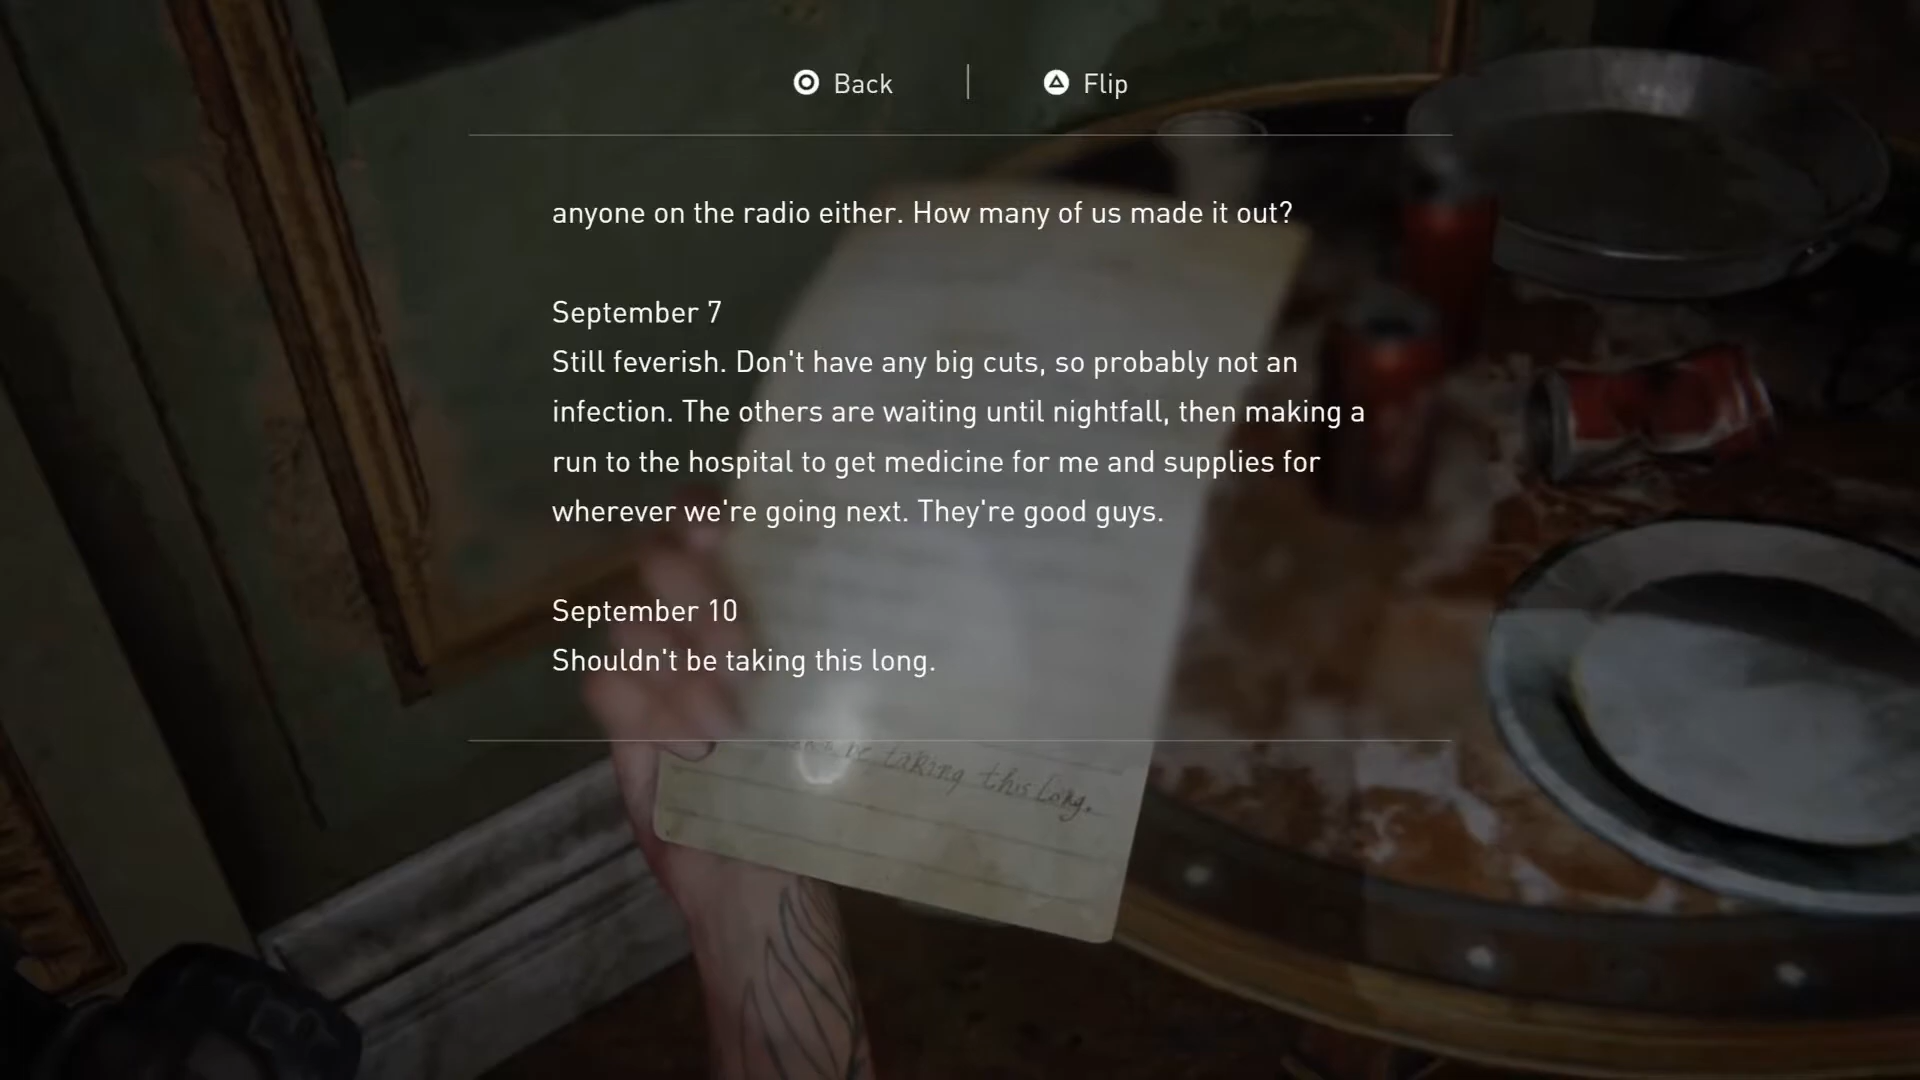 Back | Flip
anyone on the radio either. How many of us made it out?
September 7
Still feverish. Don't have any big cuts, so probably not an
infection. The others are waiting until nightfall, then making a
run to the hospital to get medicine for me and supplies for
wherever we're going next. They're good guys.
September 10
Shouldn't be taking this long.
be taking this long.